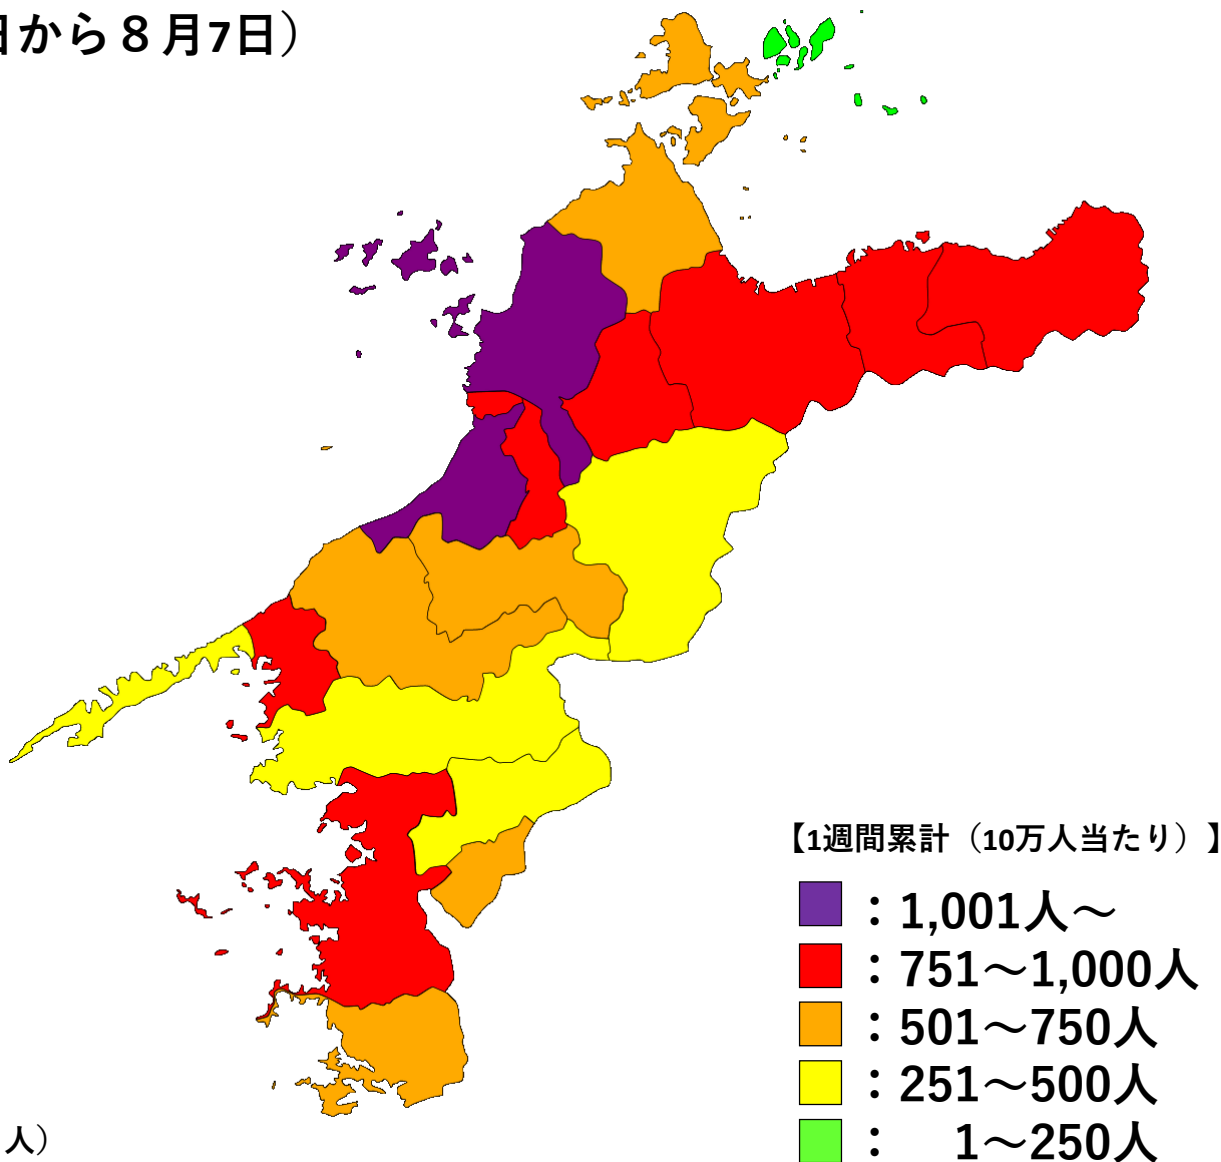 日から８月7日）
【1週間累計（10万人当たり）】
：1,001人～
：751～1,000人
：501～750人
：251～500人
：　1～250人
人）